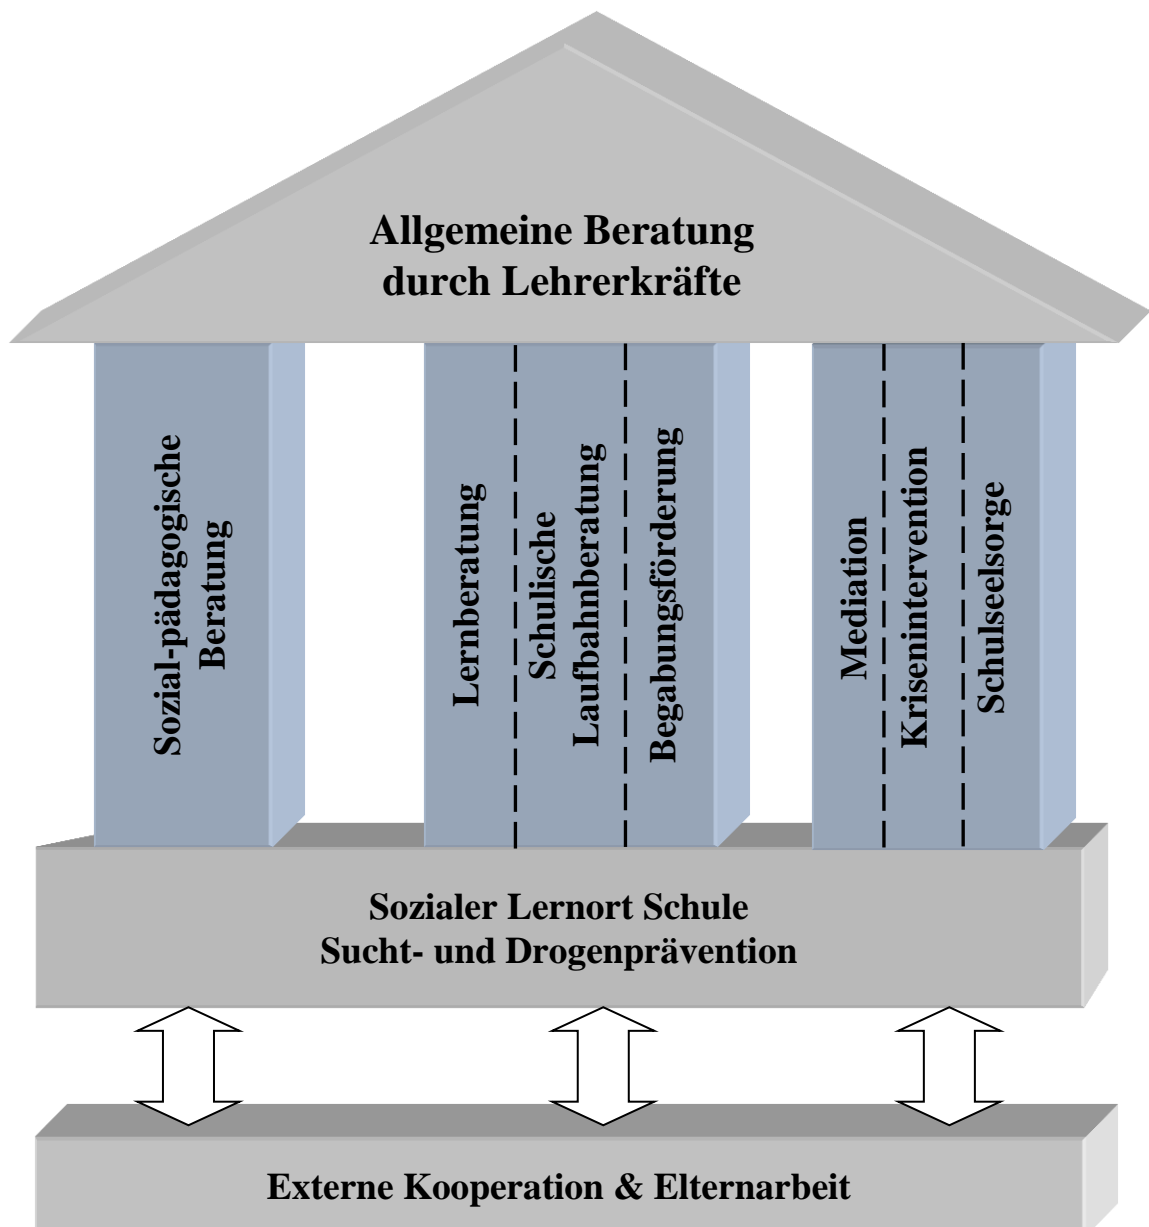 Allgemeine Beratung
durch Lehrerkräfte
Sozial-pädagogische
Beratung
Lernberatung
Schulische
Laufbahnberatung
Begabungsförderung
Mediation
Krisenintervention
Schulseelsorge
Sozialer Lernort Schule
Sucht- und Drogenprävention
Externe Kooperation & Elternarbeit